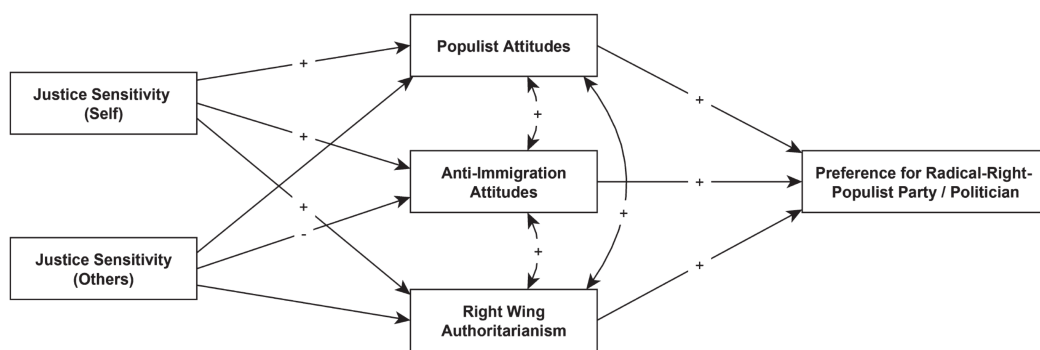 Populist Attitudes
+
Justice Sensitivity
(Self)
+
+
+
Anti-Immigration
Attitudes
+
Preference for Radical-Right-
Populist Party / Politician
+
+
-
+
Justice Sensitivity
(Others)
+
Right Wing
Authoritarianism